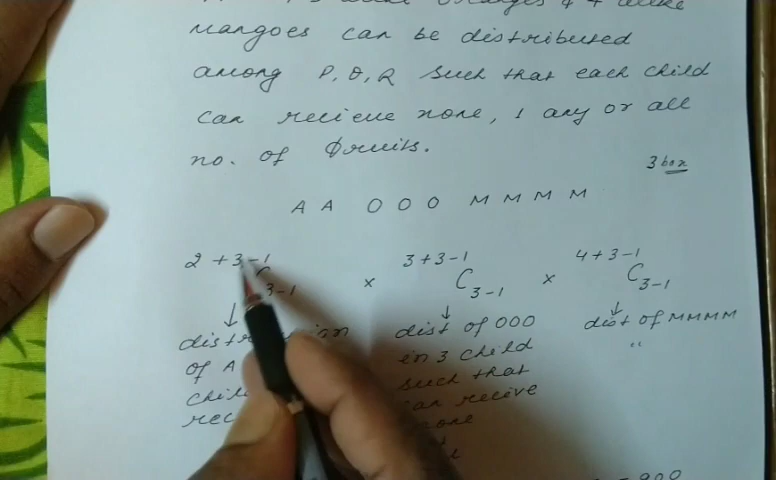 alike
mangoes can be distributed
among P, Q, R such that each child
can recieve none, 1 any or all
no. of fruits.
3 box
A A O O O M M M M
2 + 3 - 1 C 3 - 1 × 3 + 3 - 1 C 3 - 1 × 4 + 3 - 1 C 3 - 1
↓ ↓ ↓
dist of OOO dist of MMMM
of A in 3 child "
such that
can recive